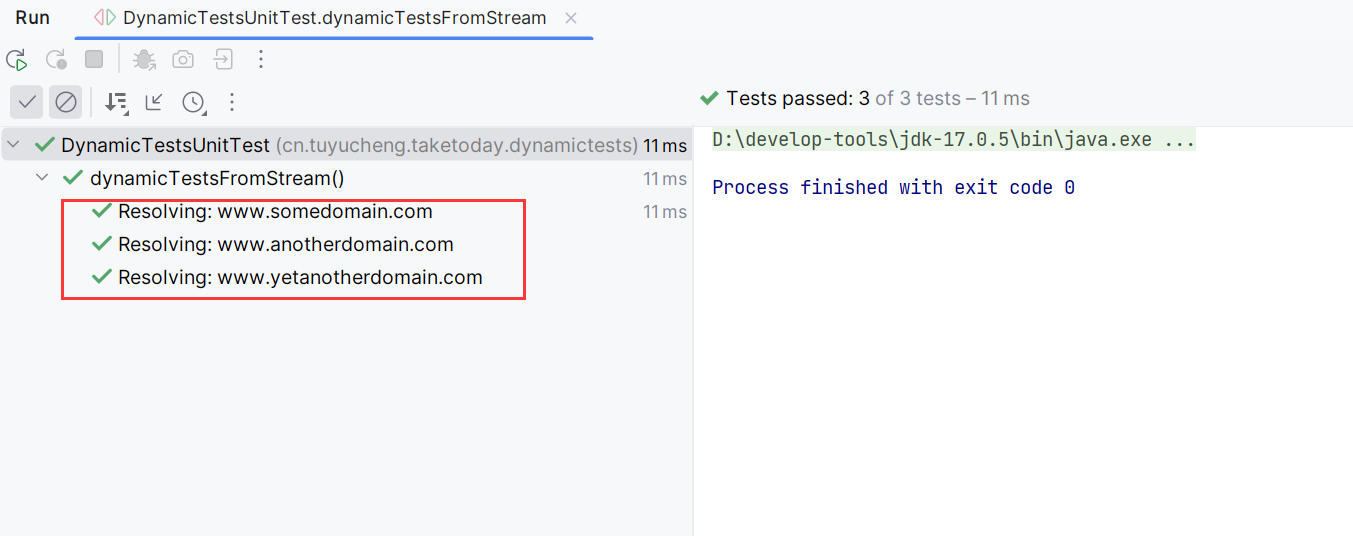 Run DynamicTestsUnitTest.dynamicTestsFromStream
Tests passed: 3 of 3 tests – 11 ms
DynamicTestsUnitTest (cn.tuyucheng.taketoday.dynamictests) 11 ms
dynamicTestsFromStream() 11 ms
Resolving: www.somedomain.com 11 ms
Resolving: www.anotherdomain.com
Resolving: www.yetanotherdomain.com
D:\develop-tools\jdk-17.0.5\bin\java.exe ...
Process finished with exit code 0